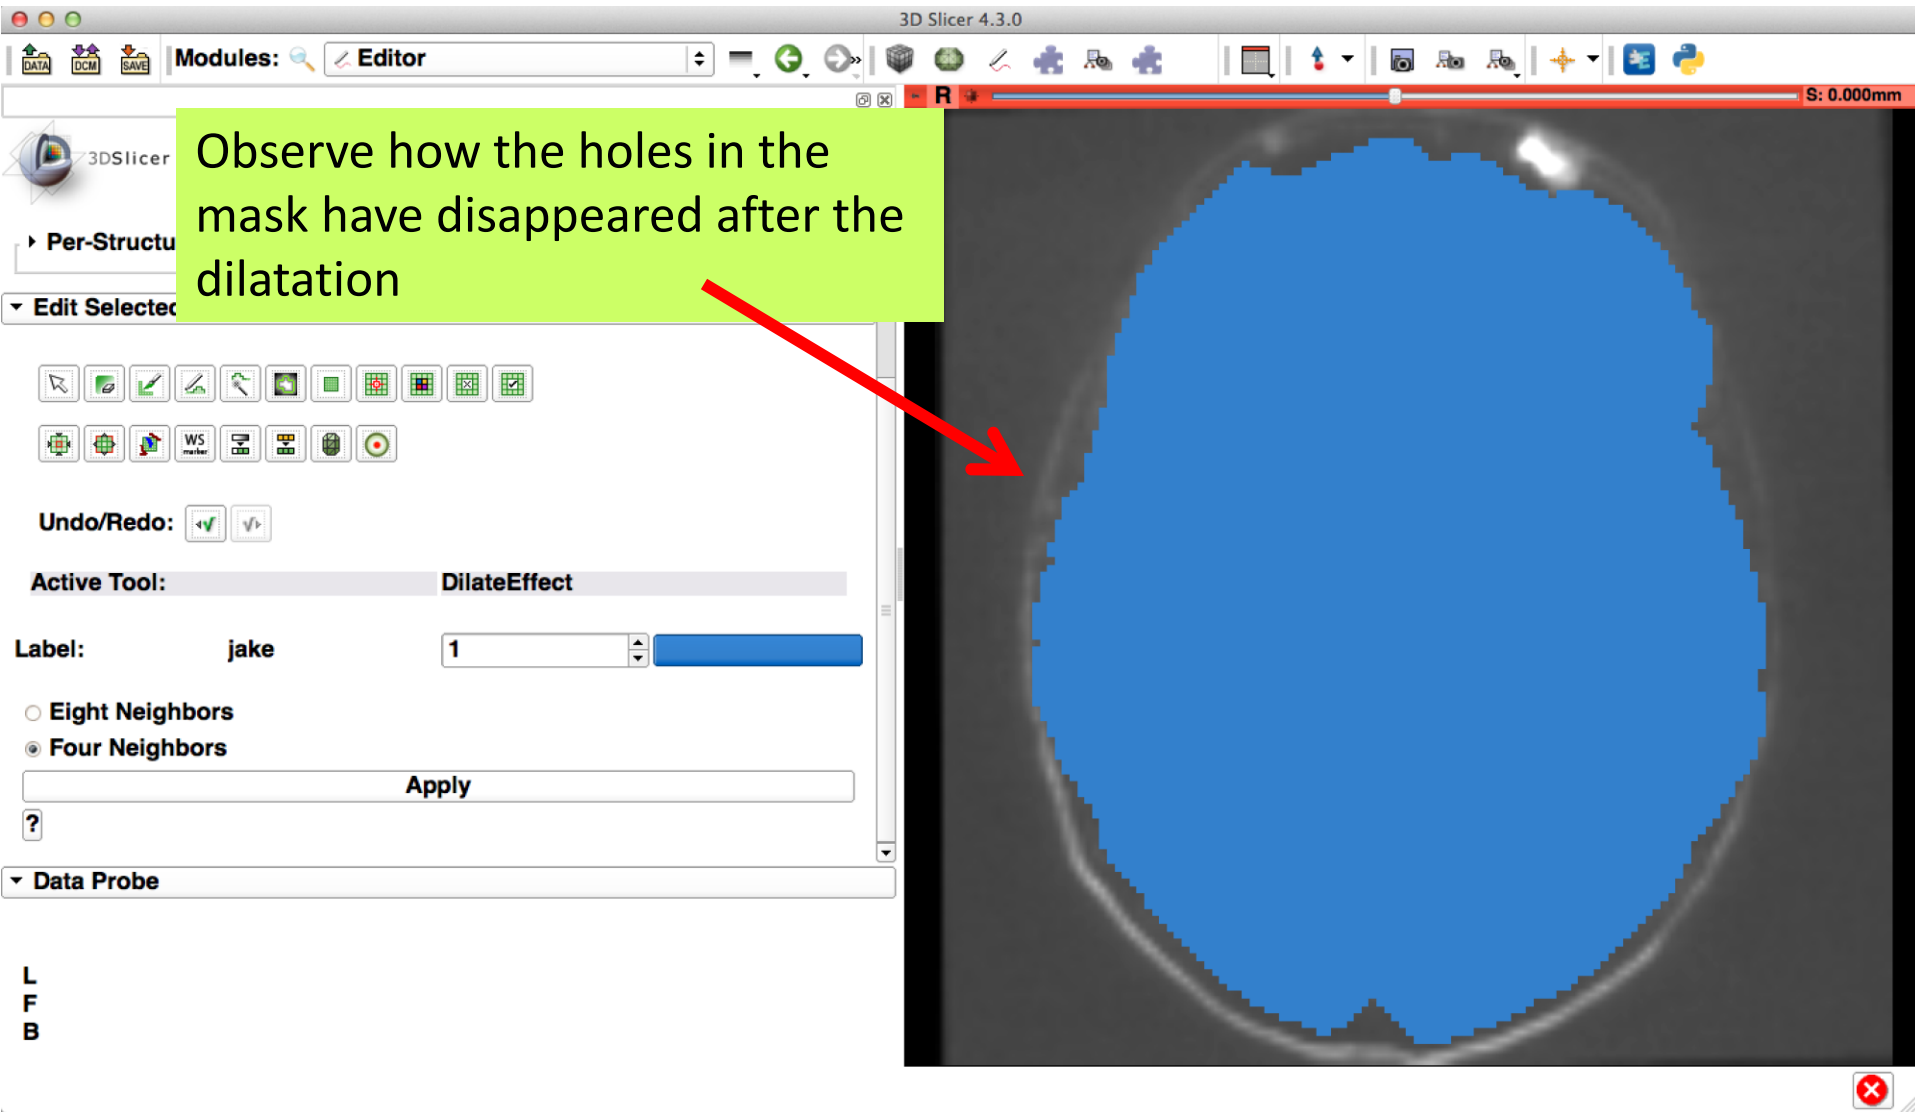 3D Slicer 4.3.0
DATA
DCM
SAVE
Modules:
Editor
»
R
S: 0.000mm
3DSlicer
Observe how the holes in the
mask have disappeared after the
dilatation
Per-Structu
Edit Selected
WS
marker
Undo/Redo:
Active Tool:
DilateEffect
Label:
jake
1
Eight Neighbors
Four Neighbors
Apply
?
Data Probe
L
F
B